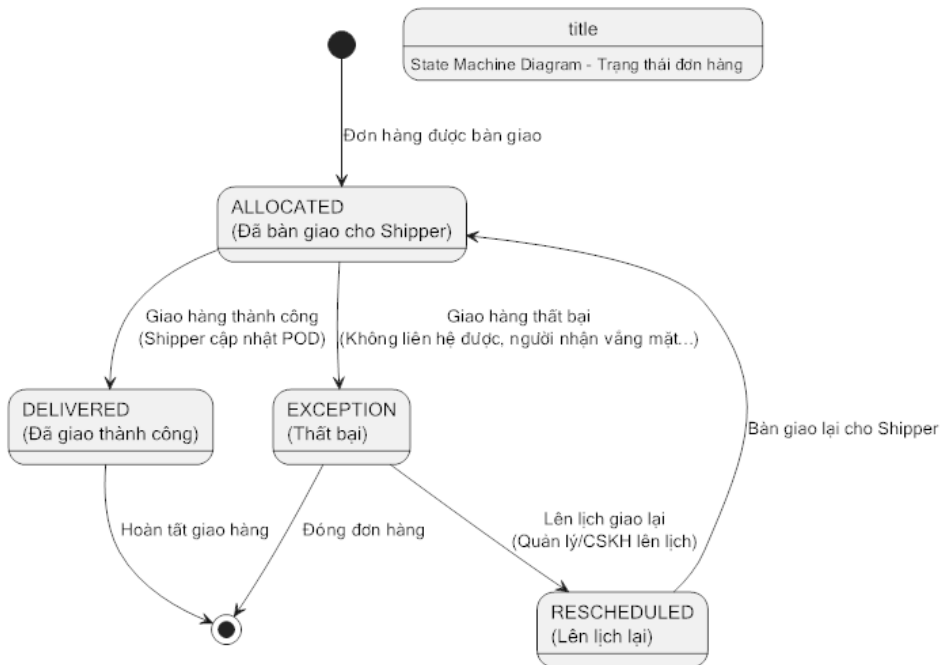 title
State Machine Diagram - Trạng thái đơn hàng
Đơn hàng được bàn giao
ALLOCATED
(Đã bàn giao cho Shipper)
Giao hàng thành công
(Shipper cập nhật POD)
Giao hàng thất bại
(Không liên hệ được, người nhận vắng mặt...)
DELIVERED
(Đã giao thành công)
EXCEPTION
(Thất bại)
Bàn giao lại cho Shipper
Hoàn tất giao hàng
Đóng đơn hàng
Lên lịch giao lại
(Quản lý/CSKH lên lịch)
RESCHEDULED
(Lên lịch lại)